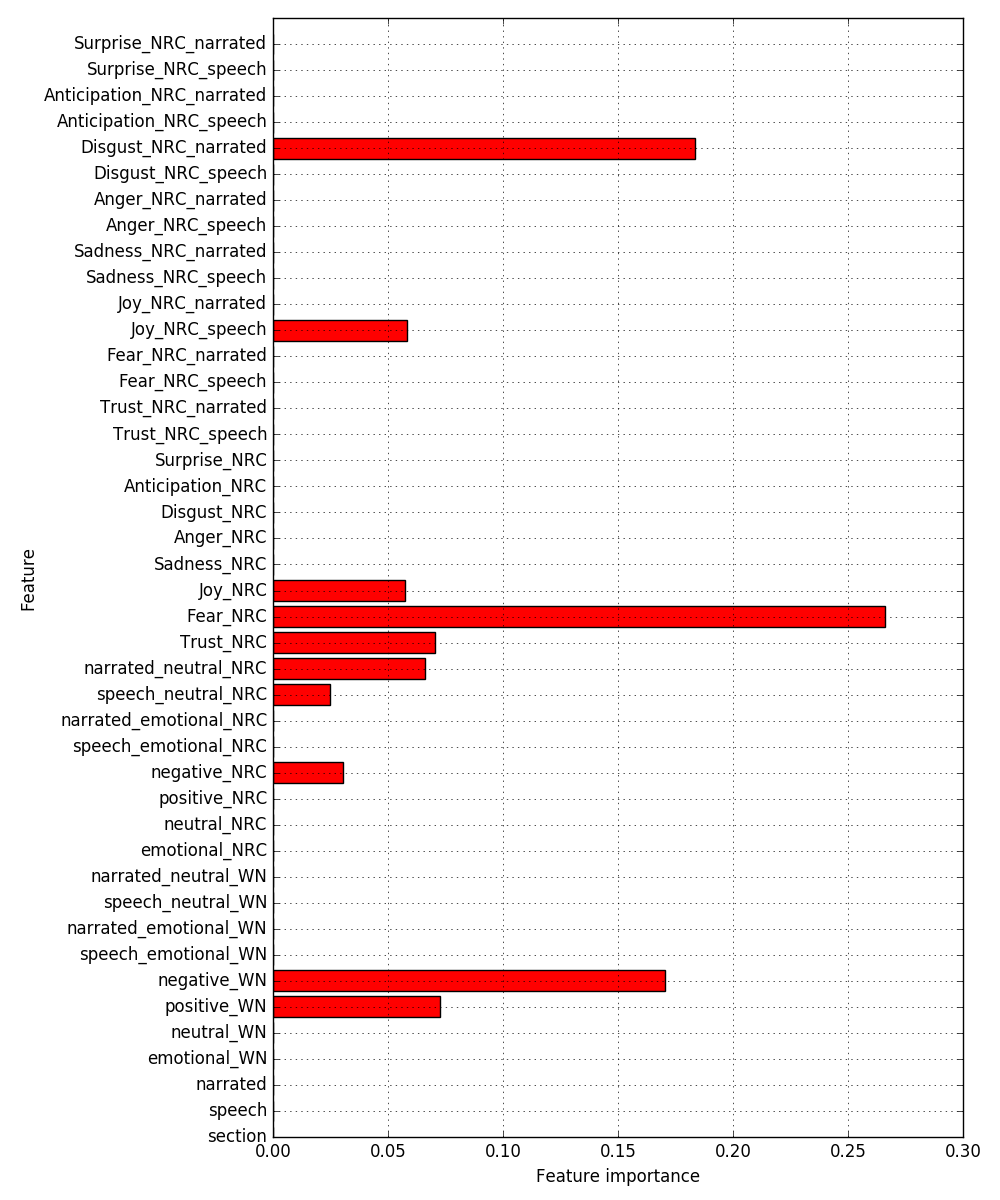 Surprise_NRC_narrated
Surprise_NRC_speech
Anticipation_NRC_narrated
Anticipation_NRC_speech
Disgust_NRC_narrated
Disgust_NRC_speech
Anger_NRC_narrated
Anger_NRC_speech
Sadness_NRC_narrated
Sadness_NRC_speech
Joy_NRC_narrated
Joy_NRC_speech
Fear_NRC_narrated
Fear_NRC_speech
Trust_NRC_narrated
Trust_NRC_speech
Surprise_NRC
Anticipation_NRC
Disgust_NRC
Anger_NRC
Sadness_NRC
Joy_NRC
Fear_NRC
Trust_NRC
narrated_neutral_NRC
speech_neutral_NRC
narrated_emotional_NRC
speech_emotional_NRC
negative_NRC
positive_NRC
neutral_NRC
emotional_NRC
narrated_neutral_WN
speech_neutral_WN
narrated_emotional_WN
speech_emotional_WN
negative_WN
positive_WN
neutral_WN
emotional_WN
narrated
speech
section
Feature
0.00 0.05 0.10 0.15 0.20 0.25 0.30
Feature importance